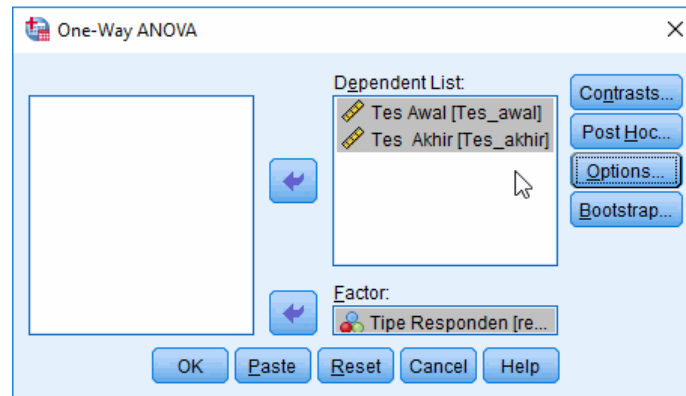 One-Way ANOVA
Dependent List:
Tes Awal [Tes_awal]
Tes Akhir [Tes_akhir]
Contrasts...
Post Hoc...
Options...
Bootstrap...
Factor:
Tipe Responden [re...
OK Paste Reset Cancel Help